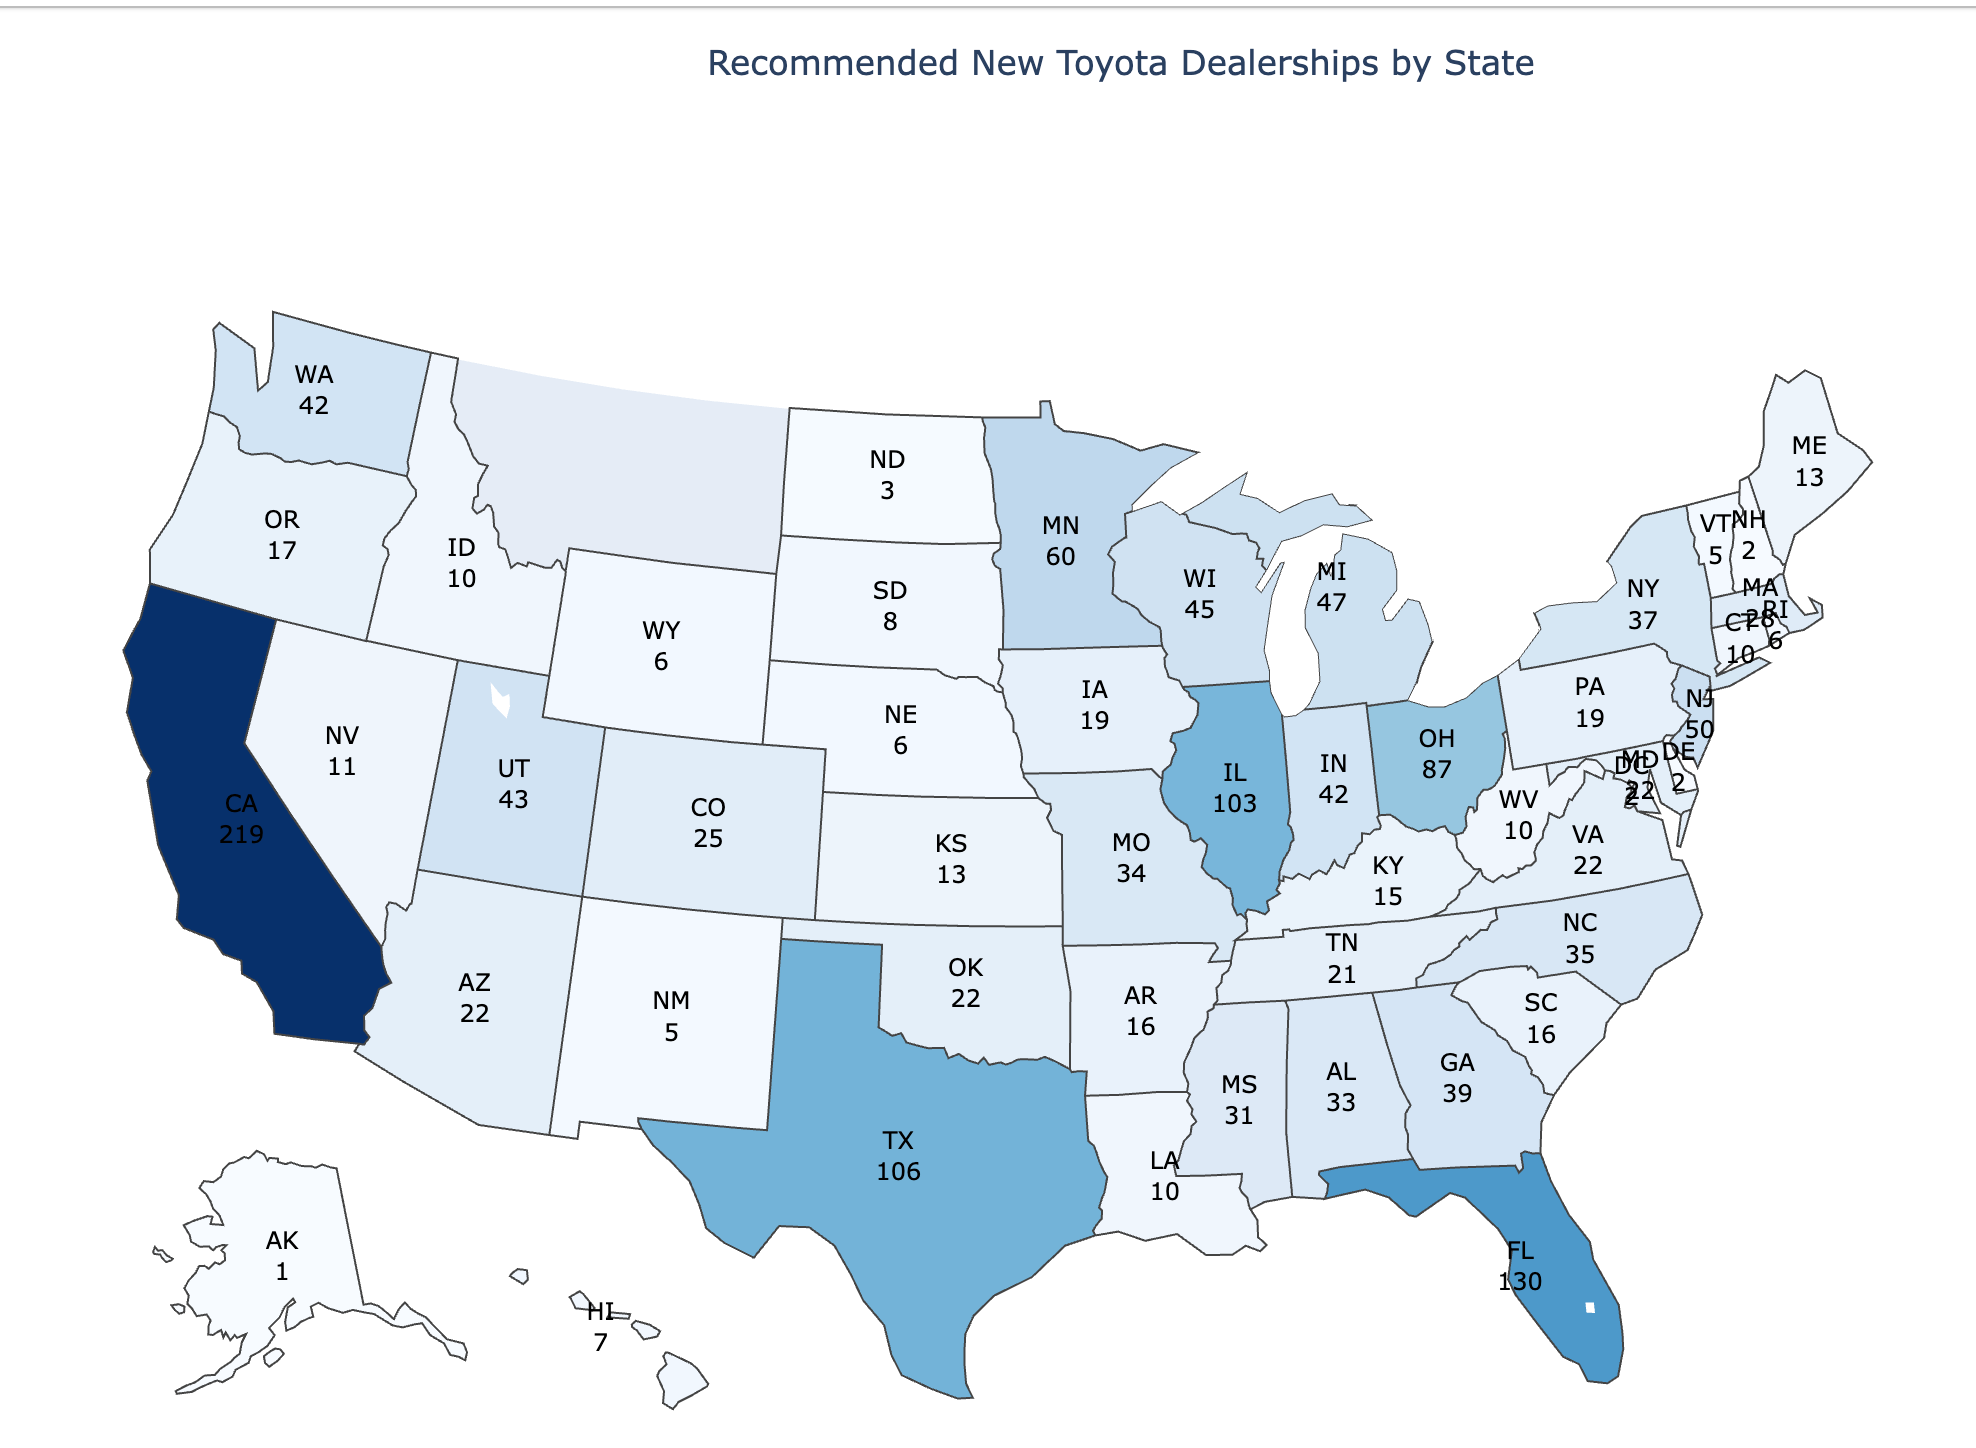 Recommended New Toyota Dealerships by State
WA
42
OR
17
ID
10
ND
3
MN
60
SD
8
WY
6
WI
45
MI
47
ME
13
VT
5
NH
2
NY
37
MA
28
RI
6
CT
10
NV
11
UT
43
CO
25
NE
6
IA
19
PA
19
NJ
50
CA
219
KS
13
MO
34
IL
103
IN
42
OH
87
WV
10
MD
22
DC
2
DE
2
VA
22
KY
15
AZ
22
NM
5
OK
22
AR
16
TN
21
NC
35
SC
16
TX
106
LA
10
MS
31
AL
33
GA
39
FL
130
AK
1
HI
7